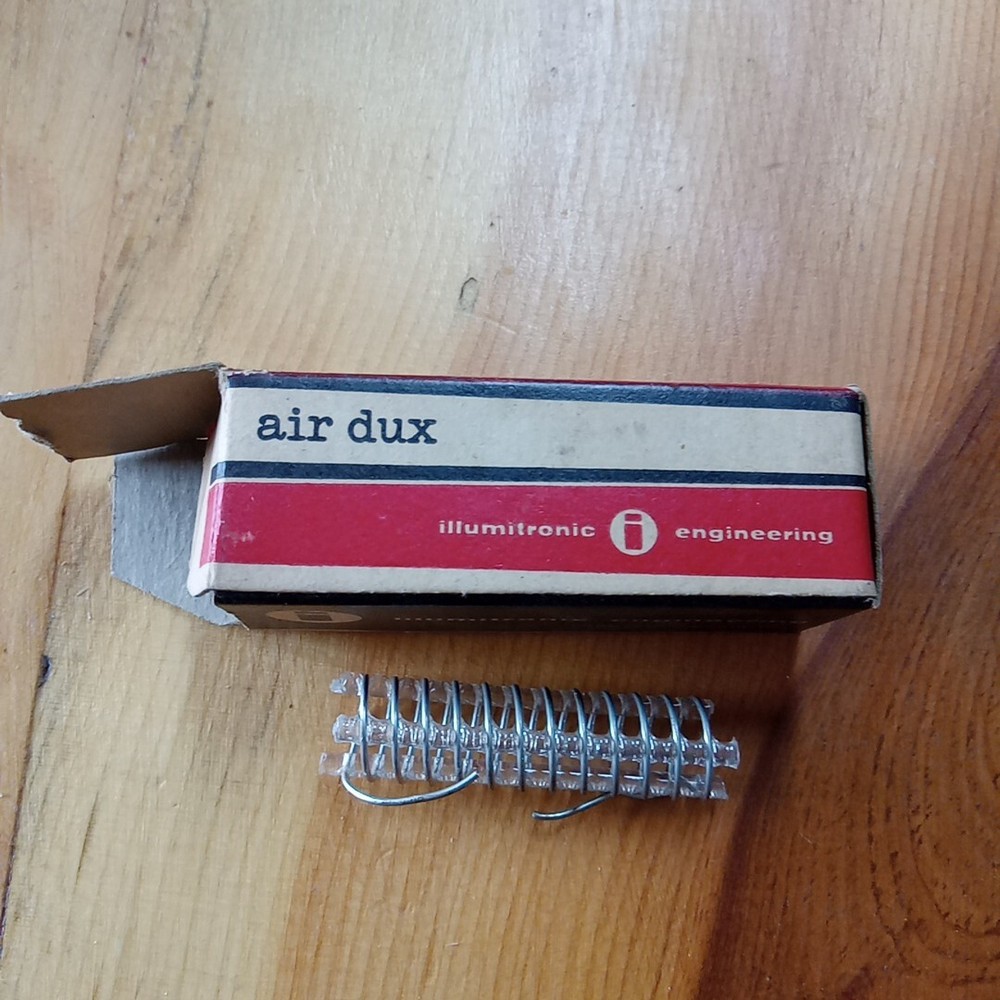 air dux
illumitronic i engineering